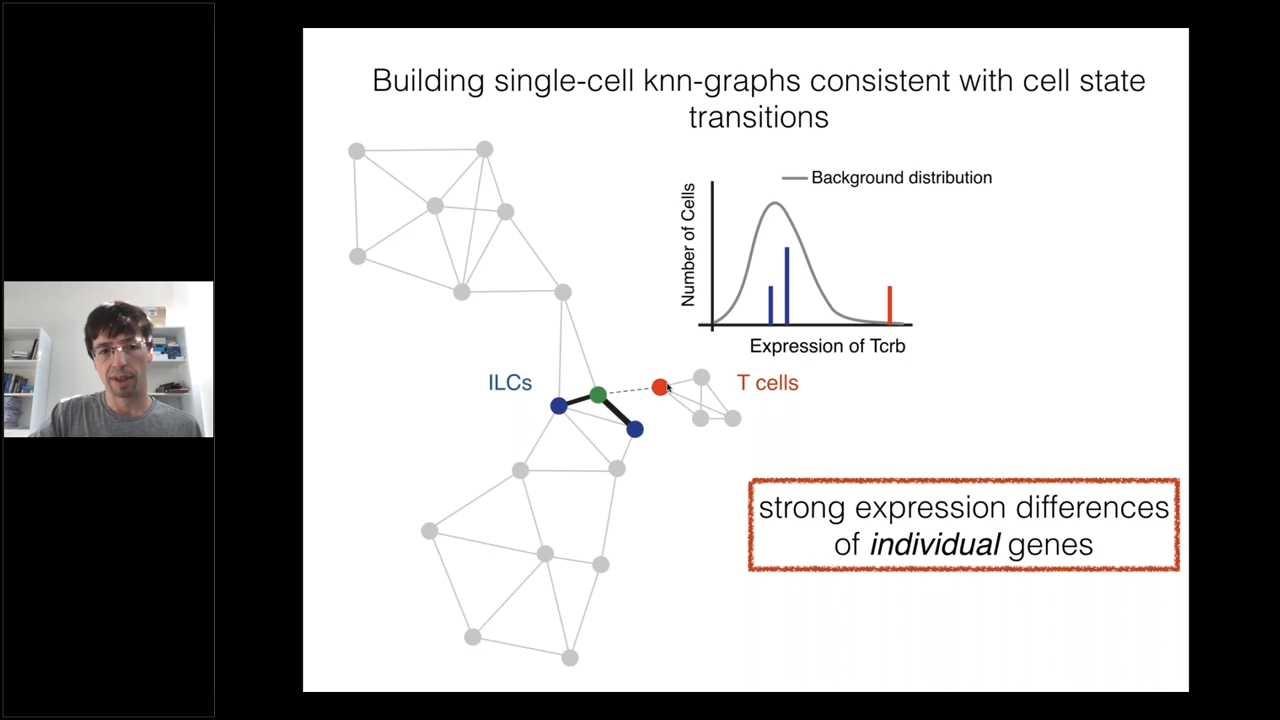 Building single-cell knn-graphs consistent with cell state
transitions
Background distribution
Number of Cells
Expression of Tcrb
ILCs
T cells
strong expression differences
of individual genes